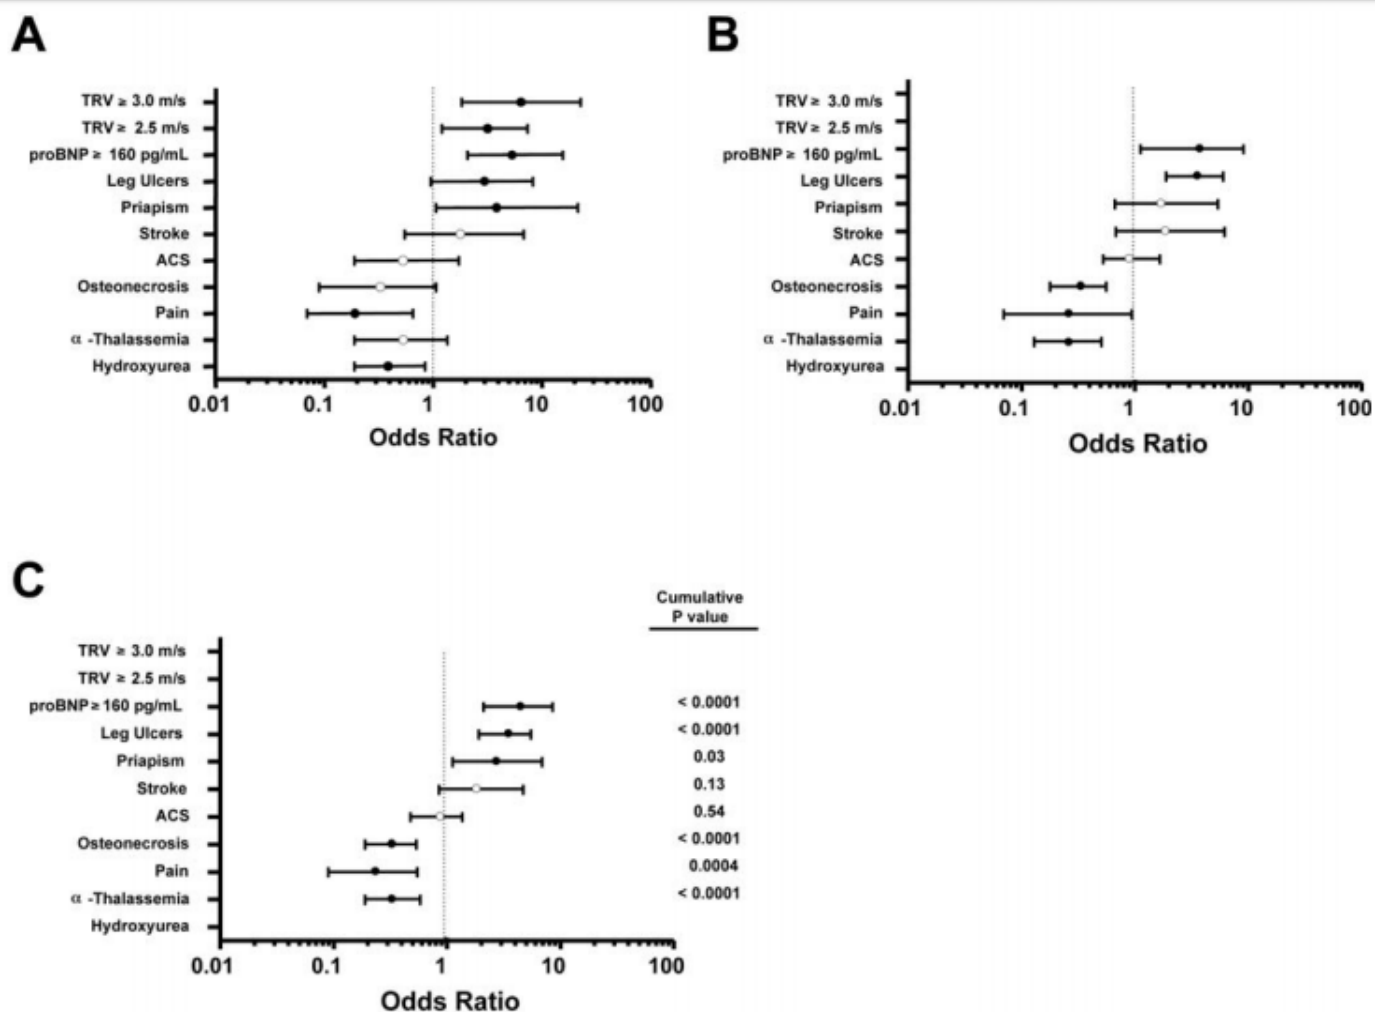 A
TRV ≥ 3.0 m/s
TRV ≥ 2.5 m/s
proBNP ≥ 160 pg/mL
Leg Ulcers
Priapism
Stroke
ACS
Osteonecrosis
Pain
α -Thalassemia
Hydroxyurea
0.01 0.1 1 10 100
Odds Ratio
B
TRV ≥ 3.0 m/s
TRV ≥ 2.5 m/s
proBNP ≥ 160 pg/mL
Leg Ulcers
Priapism
Stroke
ACS
Osteonecrosis
Pain
α -Thalassemia
Hydroxyurea
0.01 0.1 1 10 100
Odds Ratio
C
Cumulative
P value
TRV ≥ 3.0 m/s
TRV ≥ 2.5 m/s
proBNP ≥ 160 pg/mL < 0.0001
Leg Ulcers < 0.0001
Priapism 0.03
Stroke 0.13
ACS 0.54
Osteonecrosis < 0.0001
Pain 0.0004
α -Thalassemia < 0.0001
Hydroxyurea
0.01 0.1 1 10 100
Odds Ratio